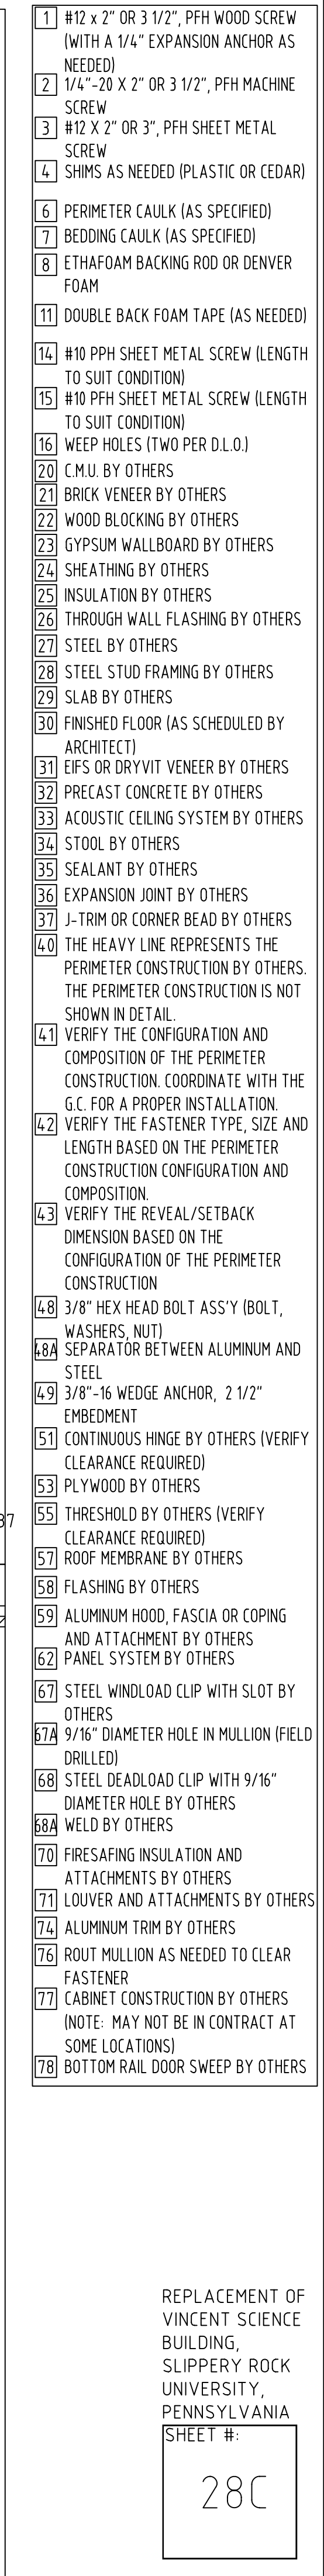 1 #12 x 2" OR 3 1/2", PFH WOOD SCREW
(WITH A 1/4" EXPANSION ANCHOR AS
NEEDED)
2 1/4"-20 X 2" OR 3 1/2", PFH MACHINE
SCREW
3 #12 X 2" OR 3", PFH SHEET METAL
SCREW
4 SHIMS AS NEEDED (PLASTIC OR CEDAR)
6 PERIMETER CAULK (AS SPECIFIED)
7 BEDDING CAULK (AS SPECIFIED)
8 ETHAFOAM BACKING ROD OR DENVER
FOAM
11 DOUBLE BACK FOAM TAPE (AS NEEDED)
14 #10 PPH SHEET METAL SCREW (LENGTH
TO SUIT CONDITION)
15 #10 PFH SHEET METAL SCREW (LENGTH
TO SUIT CONDITION)
16 WEEP HOLES (TWO PER D.L.O.)
20 C.M.U. BY OTHERS
21 BRICK VENEER BY OTHERS
22 WOOD BLOCKING BY OTHERS
23 GYPSUM WALLBOARD BY OTHERS
24 SHEATHING BY OTHERS
25 INSULATION BY OTHERS
26 THROUGH WALL FLASHING BY OTHERS
27 STEEL BY OTHERS
28 STEEL STUD FRAMING BY OTHERS
29 SLAB BY OTHERS
30 FINISHED FLOOR (AS SCHEDULED BY
ARCHITECT)
31 EIFS OR DRYVIT VENEER BY OTHERS
32 PRECAST CONCRETE BY OTHERS
33 ACOUSTIC CEILING SYSTEM BY OTHERS
34 STOOL BY OTHERS
35 SEALANT BY OTHERS
36 EXPANSION JOINT BY OTHERS
37 J-TRIM OR CORNER BEAD BY OTHERS
40 THE HEAVY LINE REPRESENTS THE
PERIMETER CONSTRUCTION BY OTHERS.
THE PERIMETER CONSTRUCTION IS NOT
SHOWN IN DETAIL.
41 VERIFY THE CONFIGURATION AND
COMPOSITION OF THE PERIMETER
CONSTRUCTION. COORDINATE WITH THE
G.C. FOR A PROPER INSTALLATION.
42 VERIFY THE FASTENER TYPE, SIZE AND
LENGTH BASED ON THE PERIMETER
CONSTRUCTION CONFIGURATION AND
COMPOSITION.
43 VERIFY THE REVEAL/SETBACK
DIMENSION BASED ON THE
CONFIGURATION OF THE PERIMETER
CONSTRUCTION
48 3/8" HEX HEAD BOLT ASS'Y (BOLT,
WASHERS, NUT)
48A SEPARATOR BETWEEN ALUMINUM AND
STEEL
49 3/8"-16 WEDGE ANCHOR, 2 1/2"
EMBEDMENT
51 CONTINUOUS HINGE BY OTHERS (VERIFY
CLEARANCE REQUIRED)
53 PLYWOOD BY OTHERS
55 THRESHOLD BY OTHERS (VERIFY
CLEARANCE REQUIRED)
57 ROOF MEMBRANE BY OTHERS
58 FLASHING BY OTHERS
59 ALUMINUM HOOD, FASCIA OR COPING
AND ATTACHMENT BY OTHERS
62 PANEL SYSTEM BY OTHERS
67 STEEL WINDLOAD CLIP WITH SLOT BY
OTHERS
67A 9/16" DIAMETER HOLE IN MULLION (FIELD
DRILLED)
68 STEEL DEADLOAD CLIP WITH 9/16"
DIAMETER HOLE BY OTHERS
68A WELD BY OTHERS
70 FIRESAFING INSULATION AND
ATTACHMENTS BY OTHERS
71 LOUVER AND ATTACHMENTS BY OTHERS
74 ALUMINUM TRIM BY OTHERS
76 ROUT MULLION AS NEEDED TO CLEAR
FASTENER
77 CABINET CONSTRUCTION BY OTHERS
(NOTE: MAY NOT BE IN CONTRACT AT
SOME LOCATIONS)
78 BOTTOM RAIL DOOR SWEEP BY OTHERS
REPLACEMENT OF
VINCENT SCIENCE
BUILDING,
SLIPPERY ROCK
UNIVERSITY,
PENNSYLVANIA
SHEET #:
28C